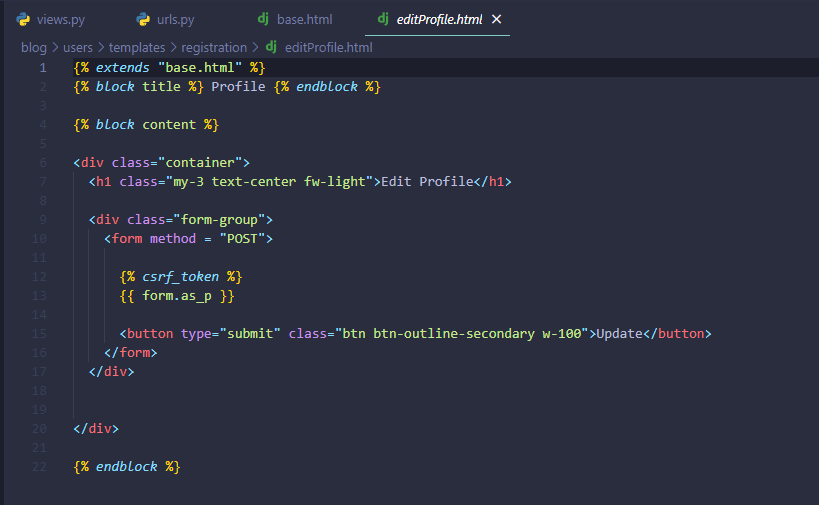 views.py urls.py dj base.html dj editProfile.html ✕
blog > users > templates > registration > dj editProfile.html
1 {% extends "base.html" %}
2 {% block title %} Profile {% endblock %}
3
4 {% block content %}
5
6 <div class="container">
7 <h1 class="my-3 text-center fw-light">Edit Profile</h1>
8
9 <div class="form-group">
10 <form method = "POST">
11
12 {% csrf_token %}
13 {{ form.as_p }}
14
15 <button type="submit" class="btn btn-outline-secondary w-100">Update</button>
16 </form>
17 </div>
18
19
20 </div>
21
22 {% endblock %}